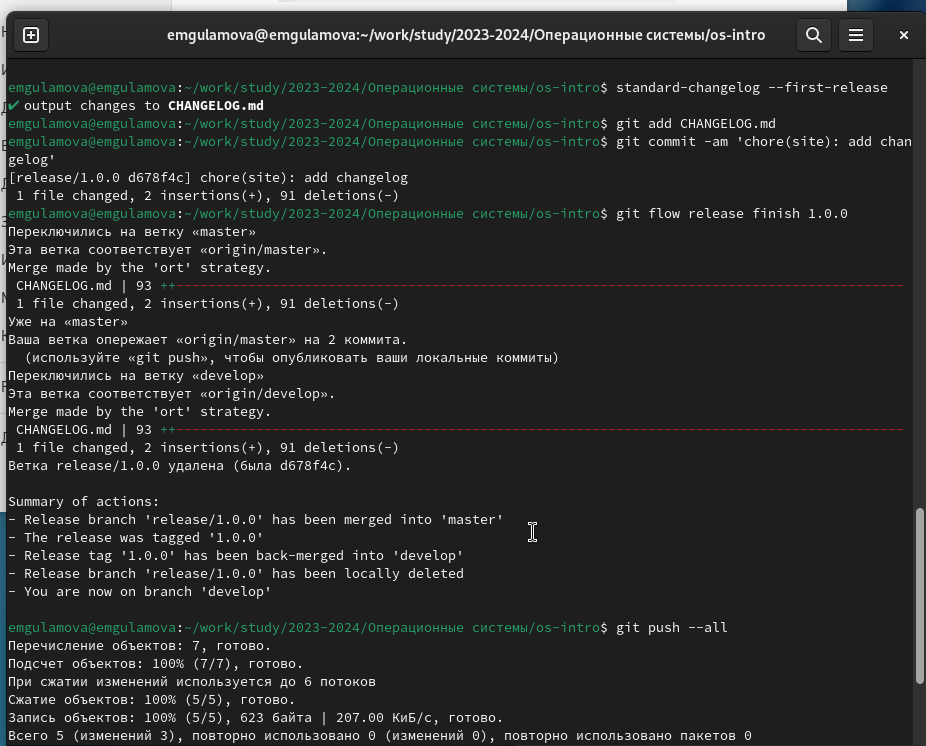 emgulamova@emgulamova:~/work/study/2023-2024/Операционные системы/os-intro
emgulamova@emgulamova:~/work/study/2023-2024/Операционные системы/os-intro$ standard-changelog --first-release
✔ output changes to CHANGELOG.md
emgulamova@emgulamova:~/work/study/2023-2024/Операционные системы/os-intro$ git add CHANGELOG.md
emgulamova@emgulamova:~/work/study/2023-2024/Операционные системы/os-intro$ git commit -am 'chore(site): add chan
gelog'
[release/1.0.0 d678f4c] chore(site): add changelog
 1 file changed, 2 insertions(+), 91 deletions(-)
emgulamova@emgulamova:~/work/study/2023-2024/Операционные системы/os-intro$ git flow release finish 1.0.0
Переключились на ветку «master»
Эта ветка соответствует «origin/master».
Merge made by the 'ort' strategy.
 CHANGELOG.md | 93 ++-------------------------------------------------------------------------------------------
 1 file changed, 2 insertions(+), 91 deletions(-)
Уже на «master»
Ваша ветка опережает «origin/master» на 2 коммита.
  (используйте «git push», чтобы опубликовать ваши локальные коммиты)
Переключились на ветку «develop»
Эта ветка соответствует «origin/develop».
Merge made by the 'ort' strategy.
 CHANGELOG.md | 93 ++-------------------------------------------------------------------------------------------
 1 file changed, 2 insertions(+), 91 deletions(-)
Ветка release/1.0.0 удалена (была d678f4c).
Summary of actions:
- Release branch 'release/1.0.0' has been merged into 'master'
- The release was tagged '1.0.0'
- Release tag '1.0.0' has been back-merged into 'develop'
- Release branch 'release/1.0.0' has been locally deleted
- You are now on branch 'develop'
emgulamova@emgulamova:~/work/study/2023-2024/Операционные системы/os-intro$ git push --all
Перечисление объектов: 7, готово.
Подсчет объектов: 100% (7/7), готово.
При сжатии изменений используется до 6 потоков
Сжатие объектов: 100% (5/5), готово.
Запись объектов: 100% (5/5), 623 байта | 207.00 КиБ/с, готово.
Всего 5 (изменений 3), повторно использовано 0 (изменений 0), повторно использовано пакетов 0